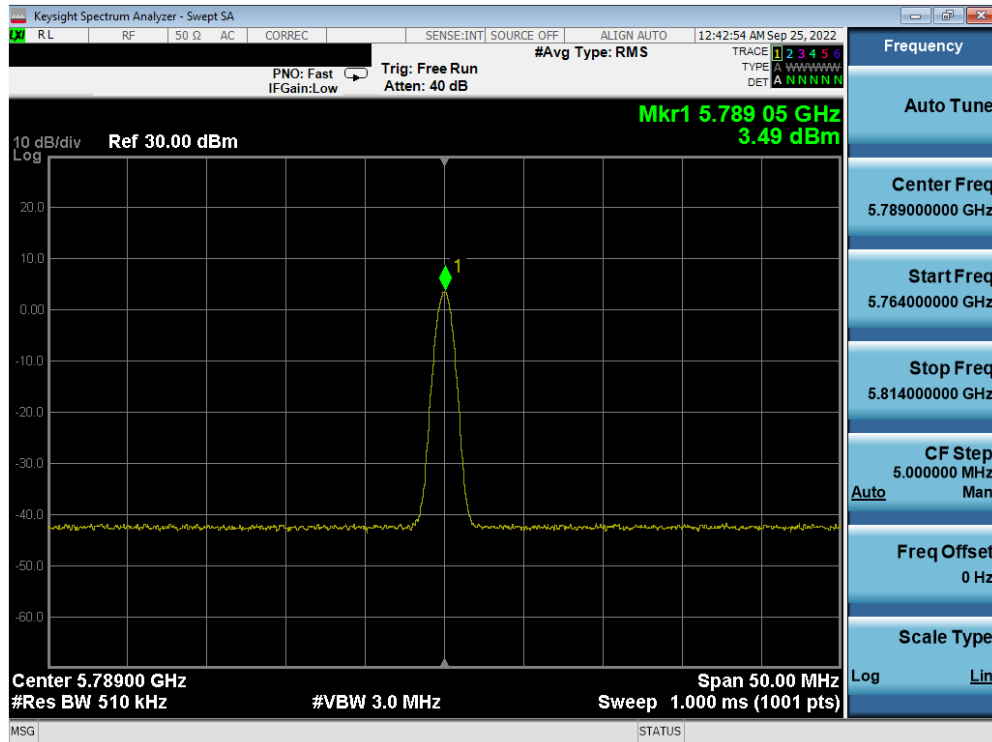 Keysight Spectrum Analyzer - Swept SA
LXI RL RF 50 Ω AC CORREC SENSE:INT SOURCE OFF ALIGN AUTO 12:42:54 AM Sep 25, 2022
#Avg Type: RMS
TRACE 1 2 3 4 5 6
PNO: Fast Trig: Free Run
TYPE A WWWWW
IFGain:Low Atten: 40 dB
DET A N N N N N
Mkr1 5.789 05 GHz
3.49 dBm
10 dB/div Ref 30.00 dBm
Log
1
20.0
10.0
0.00
-10.0
-20.0
-30.0
-40.0
-50.0
-60.0
Center 5.78900 GHz Span 50.00 MHz
#Res BW 510 kHz #VBW 3.0 MHz Sweep 1.000 ms (1001 pts)
MSG STATUS
Frequency
Auto Tune
Center Freq
5.789000000 GHz
Start Freq
5.764000000 GHz
Stop Freq
5.814000000 GHz
CF Step
5.000000 MHz
Auto Man
Freq Offset
0 Hz
Scale Type
Log Lin